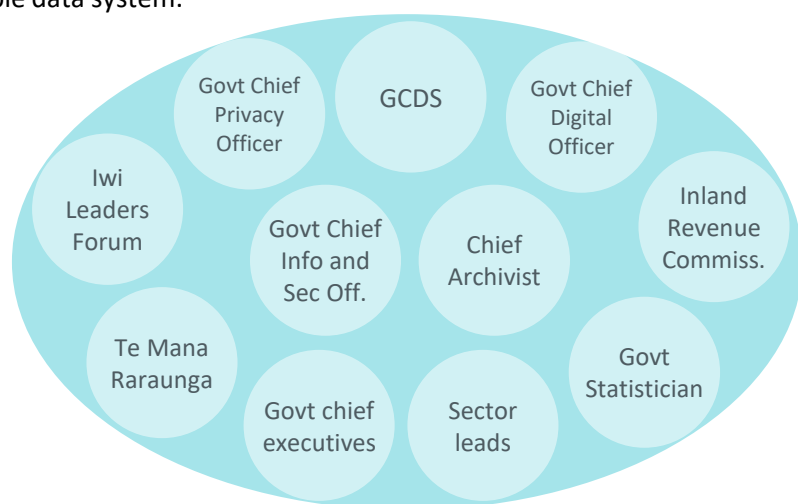 data system.
Govt Chief
Privacy
Officer
GCDS
Govt Chief
Digital
Officer
Iwi
Leaders
Forum
Govt Chief
Info and
Sec Off.
Chief
Archivist
Inland
Revenue
Commiss.
Te Mana
Raraunga
Govt chief
executives
Sector
leads
Govt
Statistician